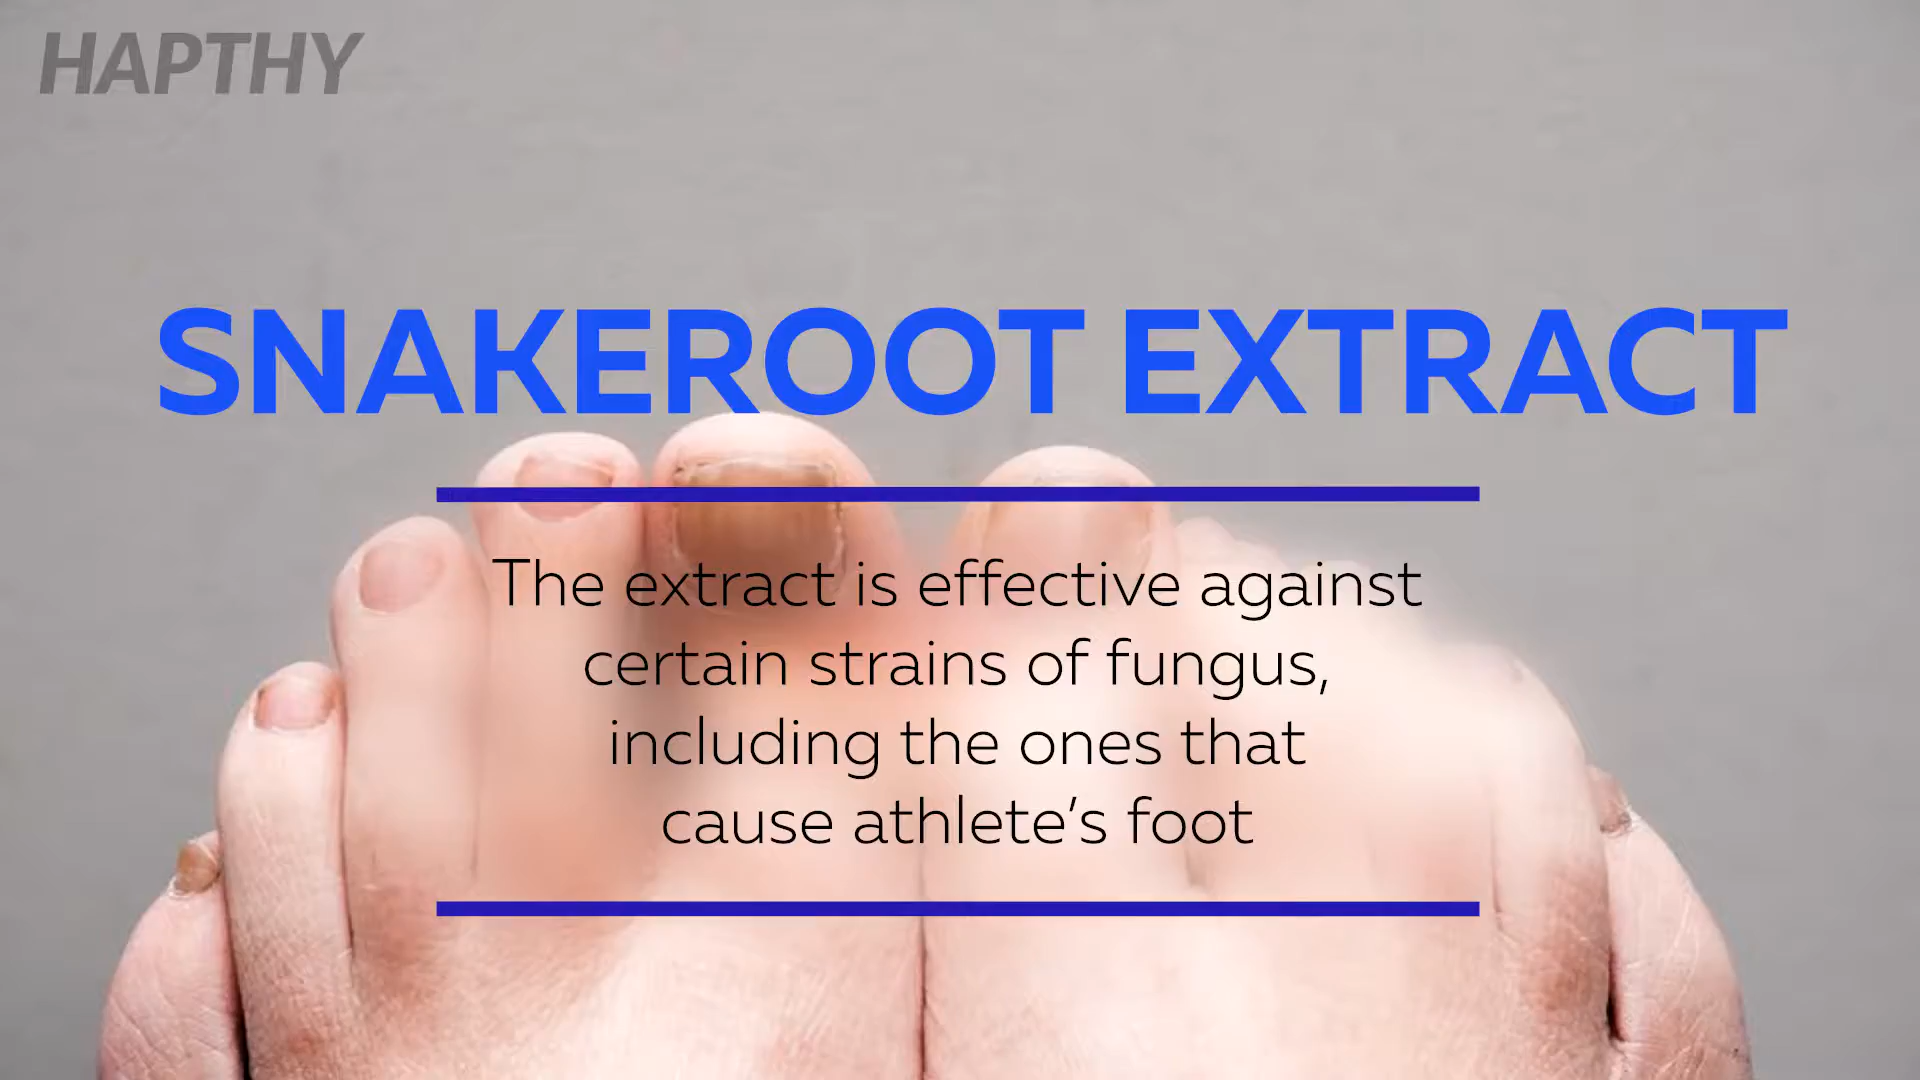 HAPTHY
SNAKEROOT EXTRACT
The extract is effective against
certain strains of fungus,
including the ones that
cause athlete’s foot